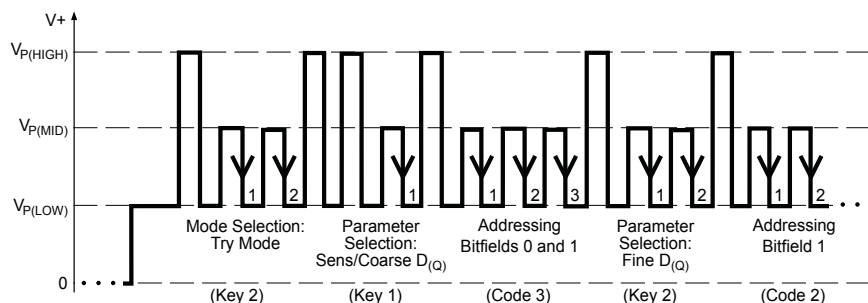 V+
VP(HIGH)
VP(MID)
VP(LOW)
0
1
2
1
1
2
3
1
2
1
2
Mode Selection:
Try Mode
Parameter
Selection:
Sens/Coarse D(Q)
Addressing
Bitfields 0 and 1
Parameter
Selection:
Fine D(Q)
Addressing
Bitfield 1
(Key 2)
(Key 1)
(Code 3)
(Key 2)
(Code 2)